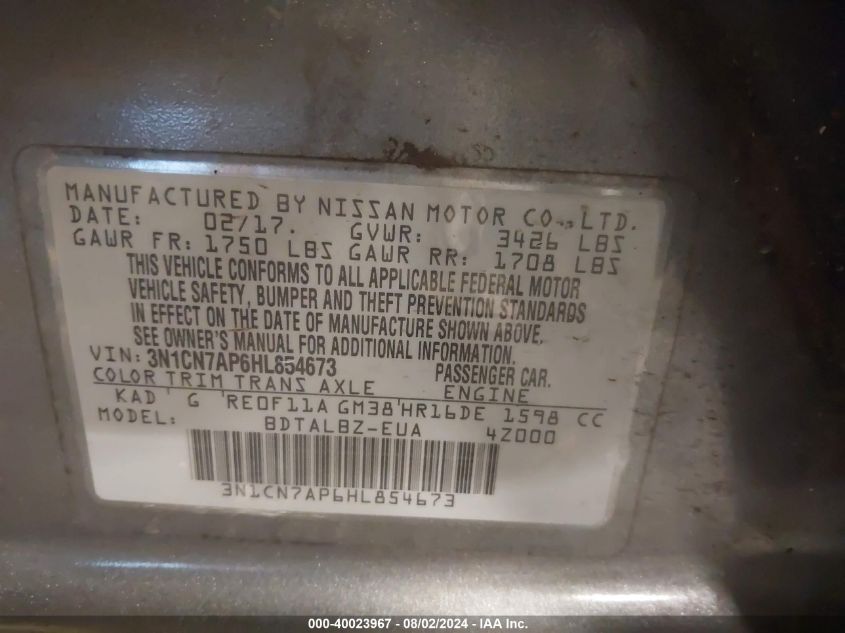 MANUFACTURED BY NISSAN MOTOR CO., LTD.
DATE: 02/17. GVWR: 3426 LBS
GAWR FR: 1750 LBS GAWR RR: 1708 LBS
THIS VEHICLE CONFORMS TO ALL APPLICABLE FEDERAL MOTOR
VEHICLE SAFETY, BUMPER AND THEFT PREVENTION STANDARDS
IN EFFECT ON THE DATE OF MANUFACTURE SHOWN ABOVE.
SEE OWNER'S MANUAL FOR ADDITIONAL INFORMATION.
VIN: 3N1CN7AP6HL854673 PASSENGER CAR.
COLOR TRIM TRANS AXLE ENGINE
KAD G RE0F11A GM38 HR16DE 1598 CC
MODEL: BDTALBZ-EUA 4Z000
3N1CN7AP6HL854673
000-40023967 - 08/02/2024 - IAA Inc.